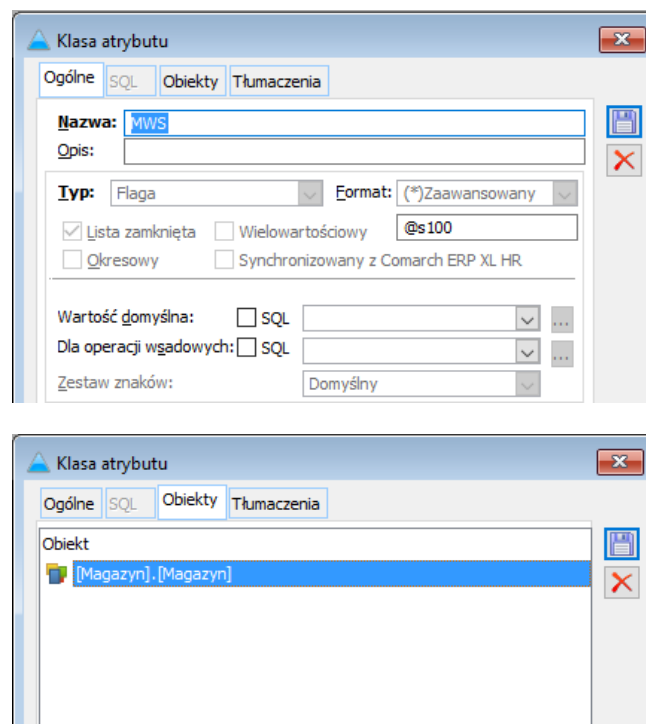 Klasa atrybutu
Ogólne SQL Obiekty Tłumaczenia
Nazwa: MWS
Opis:
Typ: Flaga Format: (*)Zaawansowany
Lista zamknięta Wielowartościowy @s100
Okresowy Synchronizowany z Comarch ERP XL HR
Wartość domyślna: SQL ...
Dla operacji wsadowych: SQL ...
Zestaw znaków: Domyślny
Klasa atrybutu
Ogólne SQL Obiekty Tłumaczenia
Obiekt
[Magazyn].[Magazyn]